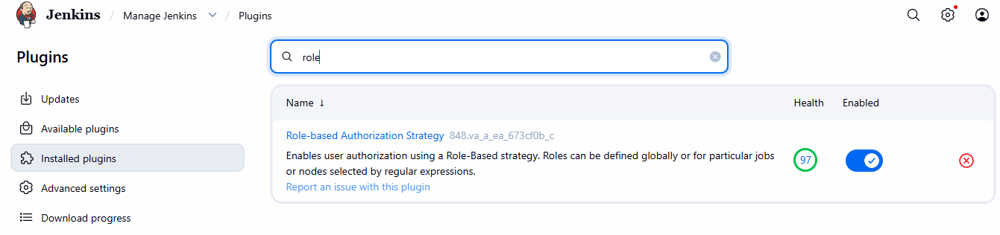 Jenkins / Manage Jenkins / Plugins
Plugins
role
Updates
Available plugins
Installed plugins
Advanced settings
Download progress
Name ↓ Health Enabled
Role-based Authorization Strategy 848.va_a_ea_673cf0b_c
Enables user authorization using a Role-Based strategy. Roles can be defined globally or for particular jobs
or nodes selected by regular expressions.
Report an issue with this plugin
97